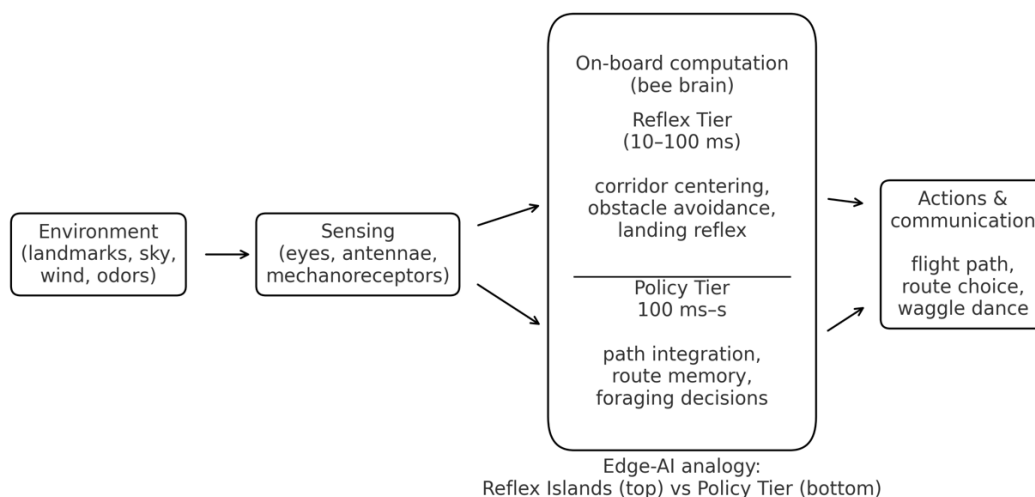 Environment
(landmarks, sky,
wind, odors)
Sensing
(eyes, antennae,
mechanoreceptors)
On-board computation
(bee brain)
Reflex Tier
(10–100 ms)
corridor centering,
obstacle avoidance,
landing reflex
Policy Tier
100 ms–s
path integration,
route memory,
foraging decisions
Actions &
communication
flight path,
route choice,
waggle dance
Edge-AI analogy:
Reflex Islands (top) vs Policy Tier (bottom)